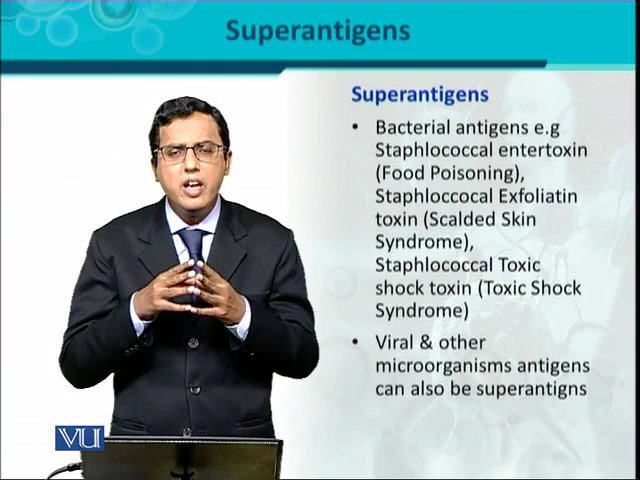 Superantigens
Superantigens
• Bacterial antigens e.g
Staphlococcal entertoxin
(Food Poisoning),
Staphloccocal Exfoliatin
toxin (Scalded Skin
Syndrome),
Staphlococcal Toxic
shock toxin (Toxic Shock
Syndrome)
• Viral & other
microorganisms antigens
can also be superantigns
VU